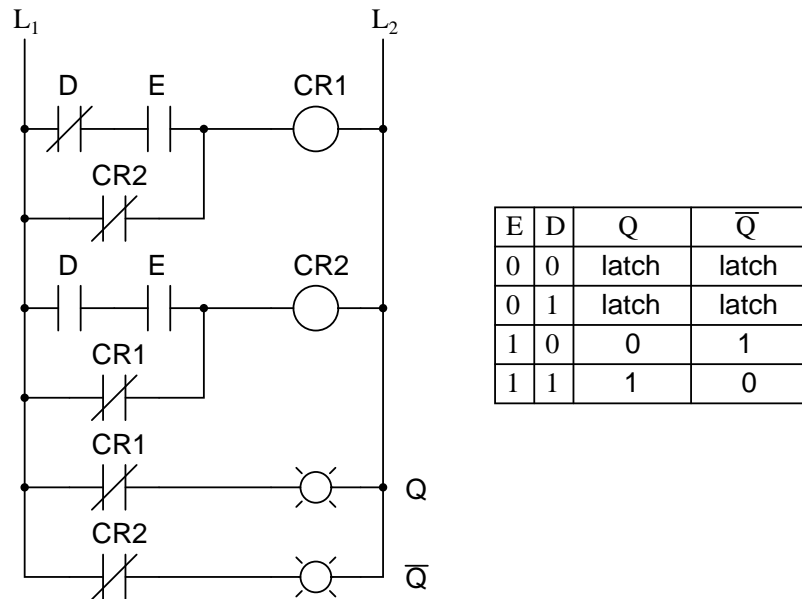 L1 L2
D E CR1
CR2
D E CR2
CR1
CR1
Q
CR2
Q̅
E D Q Q̅
0 0 latch latch
0 1 latch latch
1 0 0 1
1 1 1 0